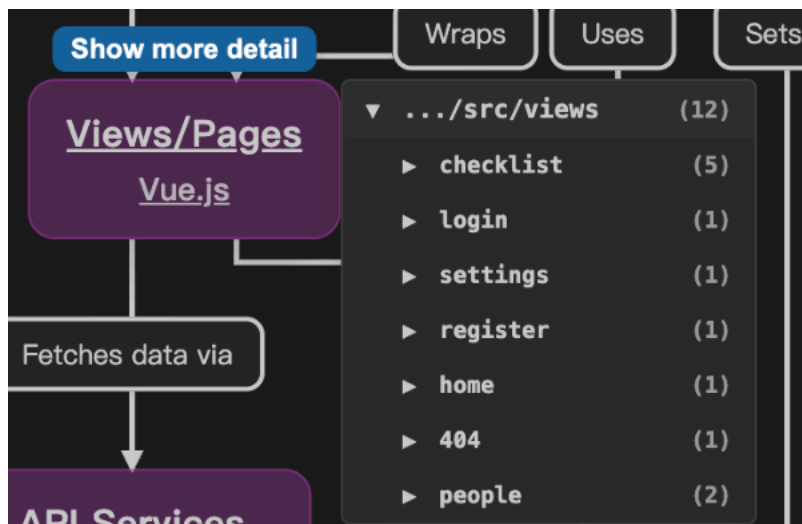 Show more detail
Wraps
Uses
Sets
Views/Pages
Vue.js
▼ .../src/views (12)
▶ checklist (5)
▶ login (1)
▶ settings (1)
▶ register (1)
▶ home (1)
▶ 404 (1)
▶ people (2)
Fetches data via
API Services